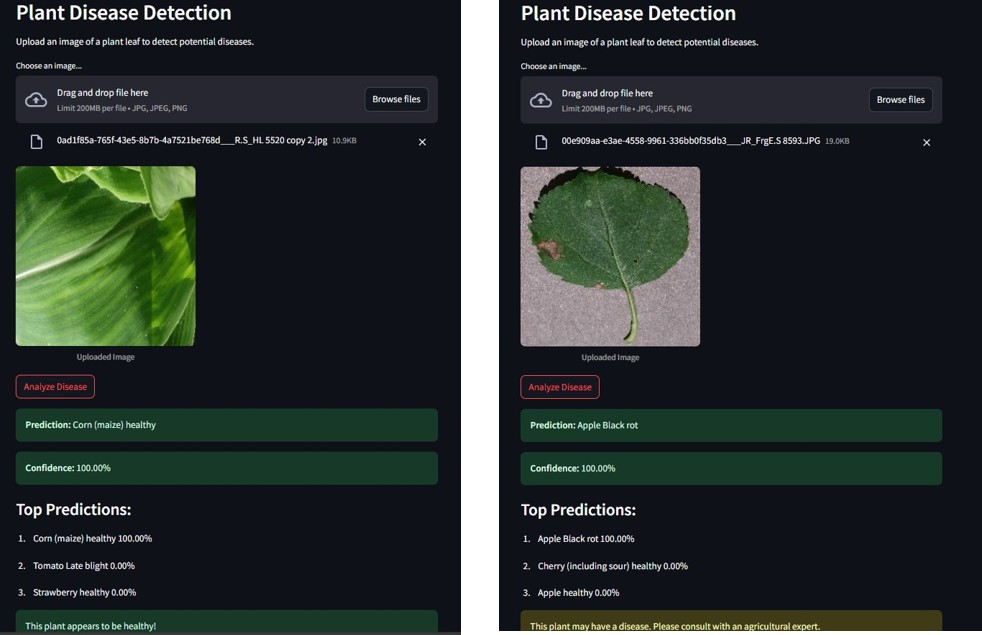 Plant Disease Detection
Upload an image of a plant leaf to detect potential diseases.
Choose an image...
Drag and drop file here
Limit 200MB per file • JPG, JPEG, PNG
Browse files
0ad1f85a-765f-43e5-8b7b-4a7521be768d___R.S_HL 5520 copy 2.jpg 10.9KB
Uploaded Image
Analyze Disease
Prediction: Corn (maize) healthy
Confidence: 100.00%
Top Predictions:
1. Corn (maize) healthy 100.00%
2. Tomato Late blight 0.00%
3. Strawberry healthy 0.00%
This plant appears to be healthy!
Plant Disease Detection
Upload an image of a plant leaf to detect potential diseases.
Choose an image...
Drag and drop file here
Limit 200MB per file • JPG, JPEG, PNG
Browse files
00e909aa-e3ae-4558-9961-336bb0f35db3___JR_FrgE.S 8593.JPG 19.0KB
Uploaded Image
Analyze Disease
Prediction: Apple Black rot
Confidence: 100.00%
Top Predictions:
1. Apple Black rot 100.00%
2. Cherry (including sour) healthy 0.00%
3. Apple healthy 0.00%
This plant may have a disease. Please consult with an agricultural expert.